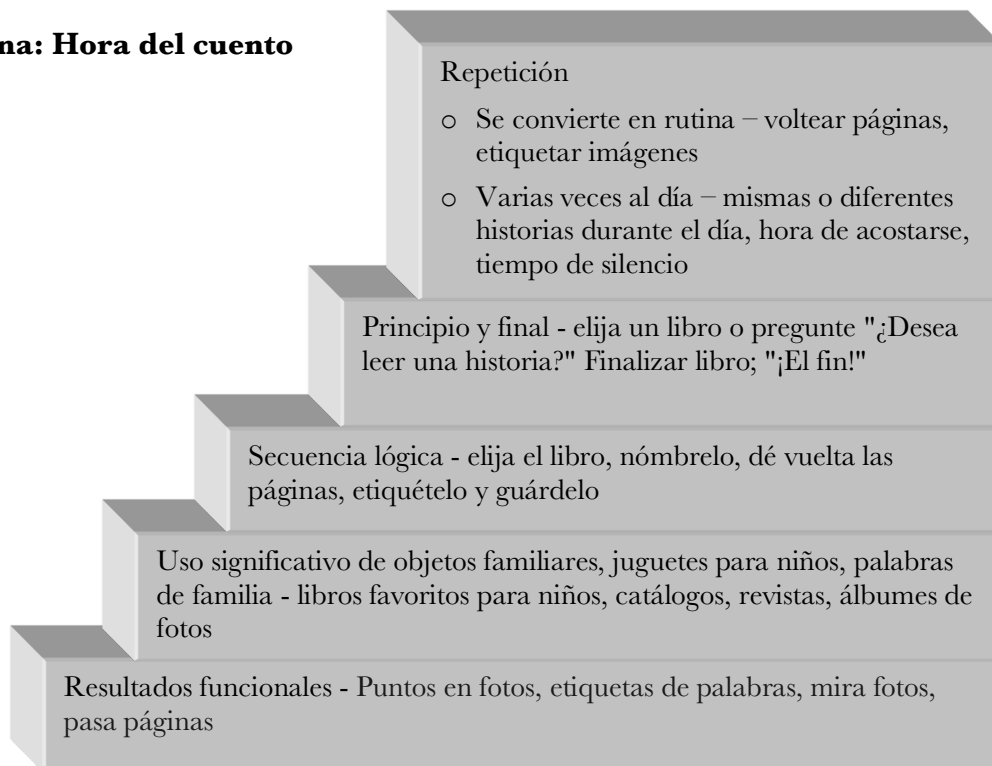 na: Hora del cuento
Repetición
o Se convierte en rutina – voltear páginas,
etiquetar imágenes
o Varias veces al día – mismas o diferentes
historias durante el día, hora de acostarse,
tiempo de silencio
Principio y final - elija un libro o pregunte "¿Desea
leer una historia?" Finalizar libro; "¡El fin!"
Secuencia lógica - elija el libro, nómbrelo, dé vuelta las
páginas, etiquételo y guárdelo
Uso significativo de objetos familiares, juguetes para niños, palabras
de familia - libros favoritos para niños, catálogos, revistas, álbumes de
fotos
Resultados funcionales - Puntos en fotos, etiquetas de palabras, mira fotos,
pasa páginas